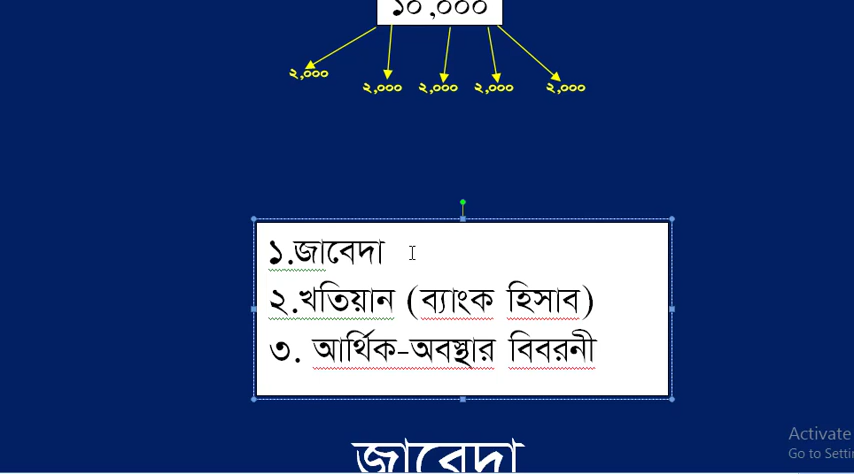 ১০,০০০
২,০০০
২,০০০ ২,০০০ ২,০০০ ২,০০০
১.জাবেদা
২.খতিয়ান (ব্যাংক হিসাব)
৩. আর্থিক-অবস্থার বিবরনী
Activate
Go to Settin
জাবেদা